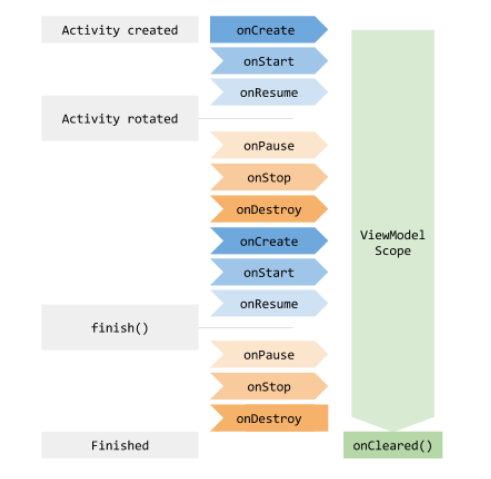 Activity created
onCreate
onStart
onResume
Activity rotated
onPause
onStop
onDestroy
onCreate
onStart
onResume
finish()
onPause
onStop
onDestroy
Finished
ViewModel
Scope
onCleared()